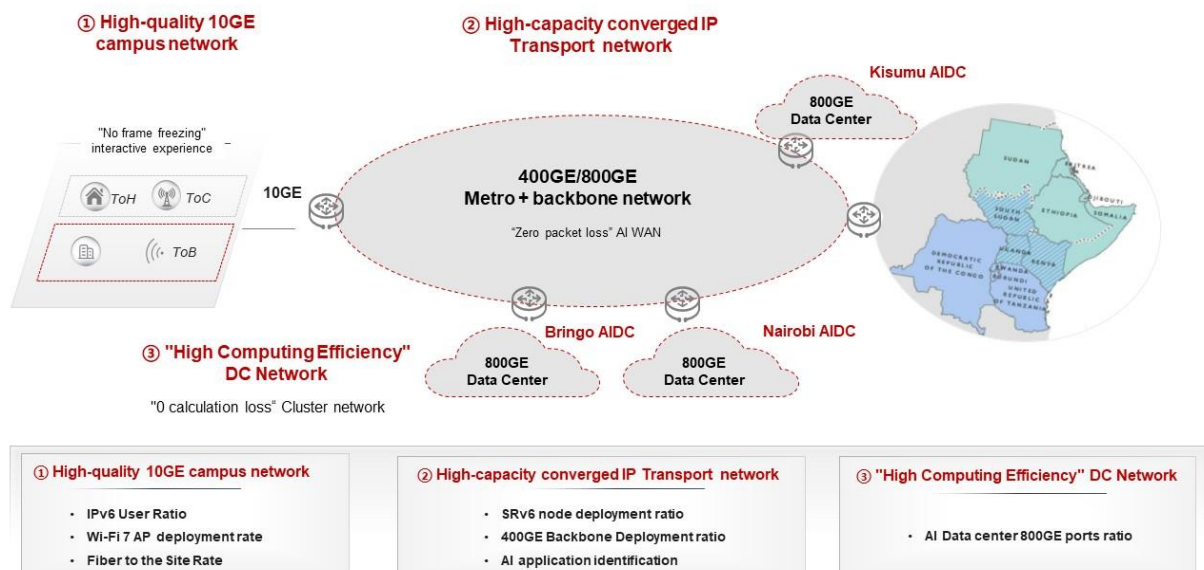 ① High-quality 10GE
campus network
② High-capacity converged IP
Transport network
Kisumu AIDC
800GE
Data Center
"No frame freezing"
interactive experience
ToH
ToC
ToB
10GE
400GE/800GE
Metro + backbone network
“Zero packet loss” AI WAN
SUDAN
ERITREA
DJIBOUTI
SOUTH
SUDAN
ETHIOPIA
SOMALIA
UGANDA
KENYA
DEMOCRATIC
REPUBLIC
OF THE CONGO
RWANDA
BURUNDI
UNITED
REPUBLIC
OF TANZANIA
Bringo AIDC
800GE
Data Center
Nairobi AIDC
800GE
Data Center
③ "High Computing Efficiency"
DC Network
"0 calculation loss“ Cluster network
① High-quality 10GE campus network
• IPv6 User Ratio
• Wi-Fi 7 AP deployment rate
• Fiber to the Site Rate
② High-capacity converged IP Transport network
• SRv6 node deployment ratio
• 400GE Backbone Deployment ratio
• AI application identification
③ "High Computing Efficiency" DC Network
• AI Data center 800GE ports ratio